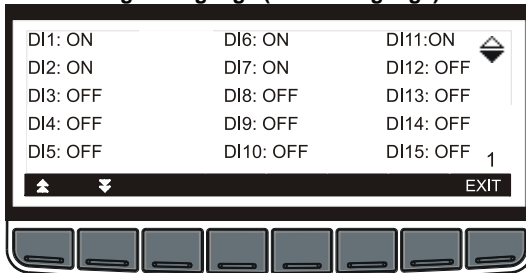 DI1: ON DI6: ON DI11:ON
DI2: ON DI7: ON DI12: OFF
DI3: OFF DI8: OFF DI13: OFF
DI4: OFF DI9: OFF DI14: OFF
DI5: OFF DI10: OFF DI15: OFF
1
EXIT